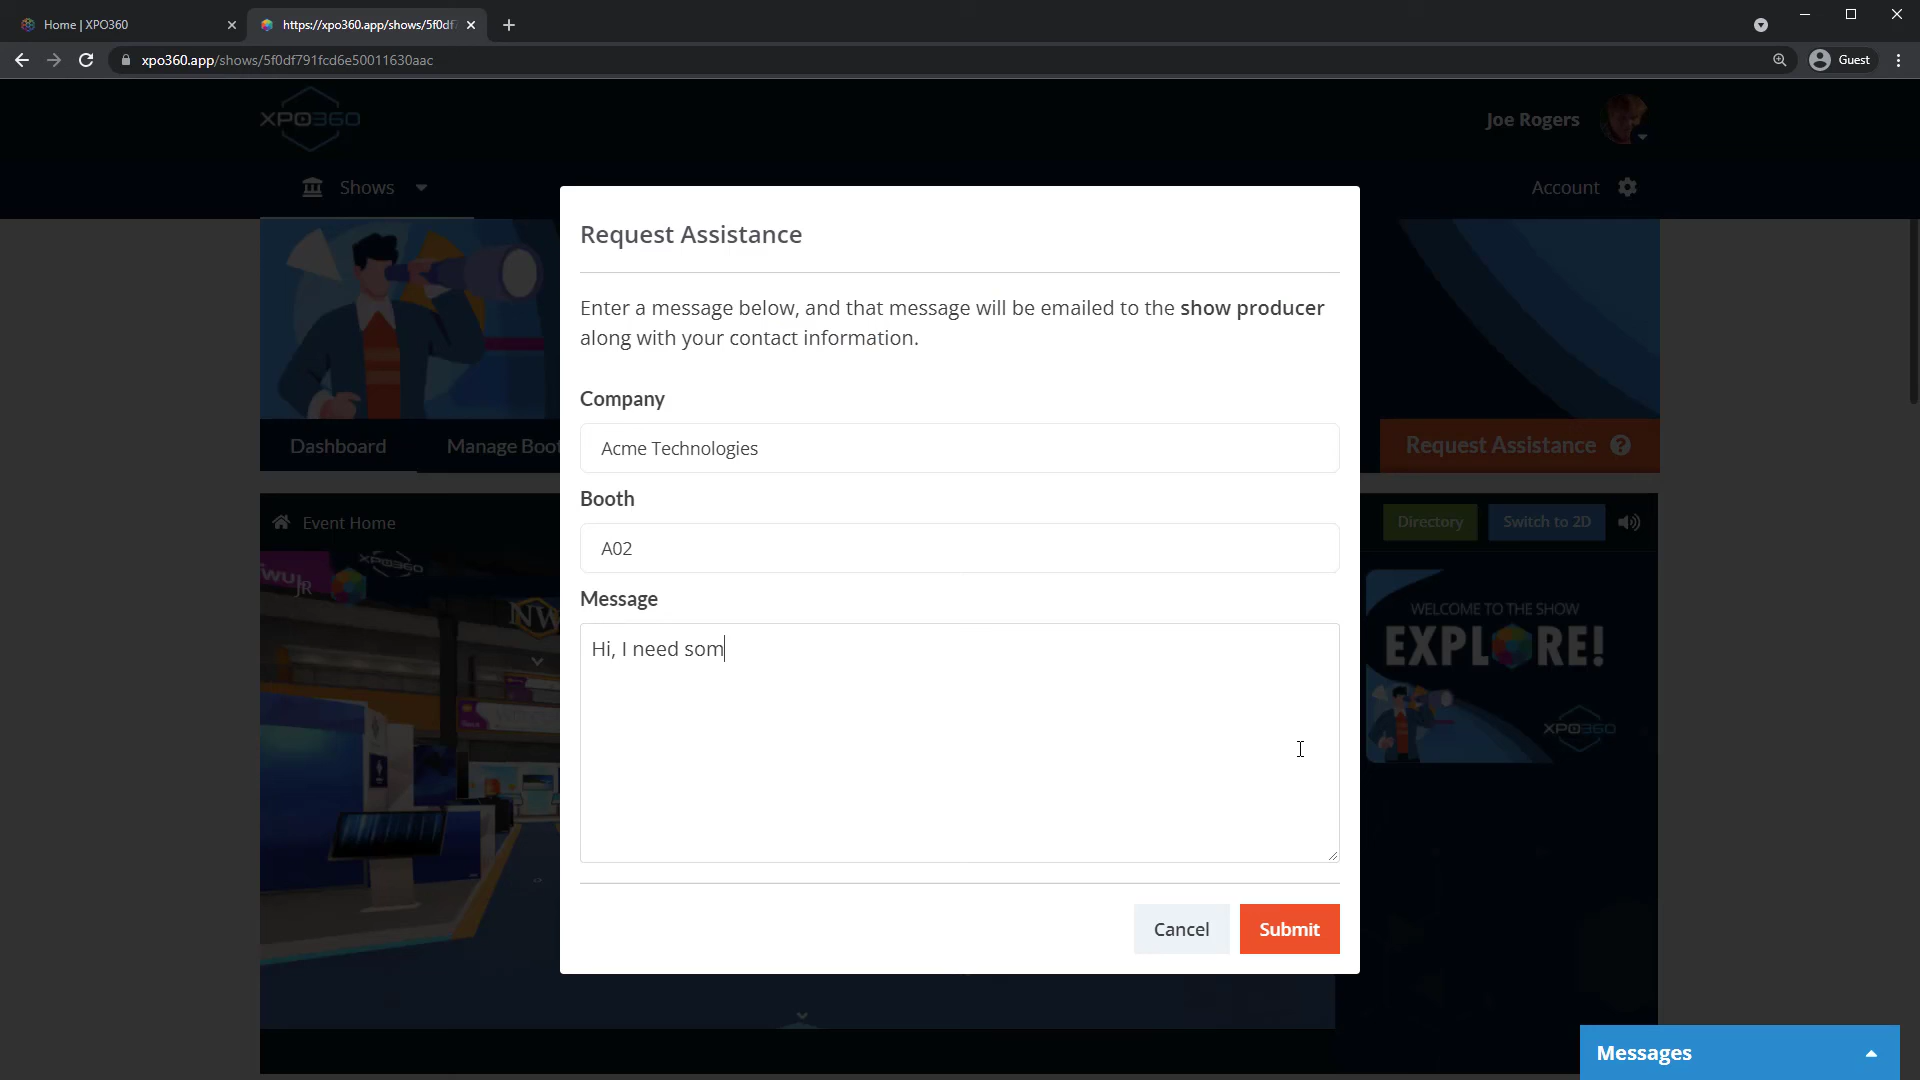 Home | XPO360
https://xpo360.app/shows/5f0df
xpo360.app/shows/5f0df791fcd6e50011630aac
Guest
XPO360
Joe Rogers
Shows
Account
Request Assistance
Enter a message below, and that message will be emailed to the show producer
along with your contact information.
Company
Acme Technologies
Dashboard
Manage Boot
Request Assistance
Booth
A02
Event Home
Directory
Switch to 2D
Message
Hi, I need som
WELCOME TO THE SHOW
EXPLORE!
XPO360
XPO360
NW
Cancel
Submit
Messages